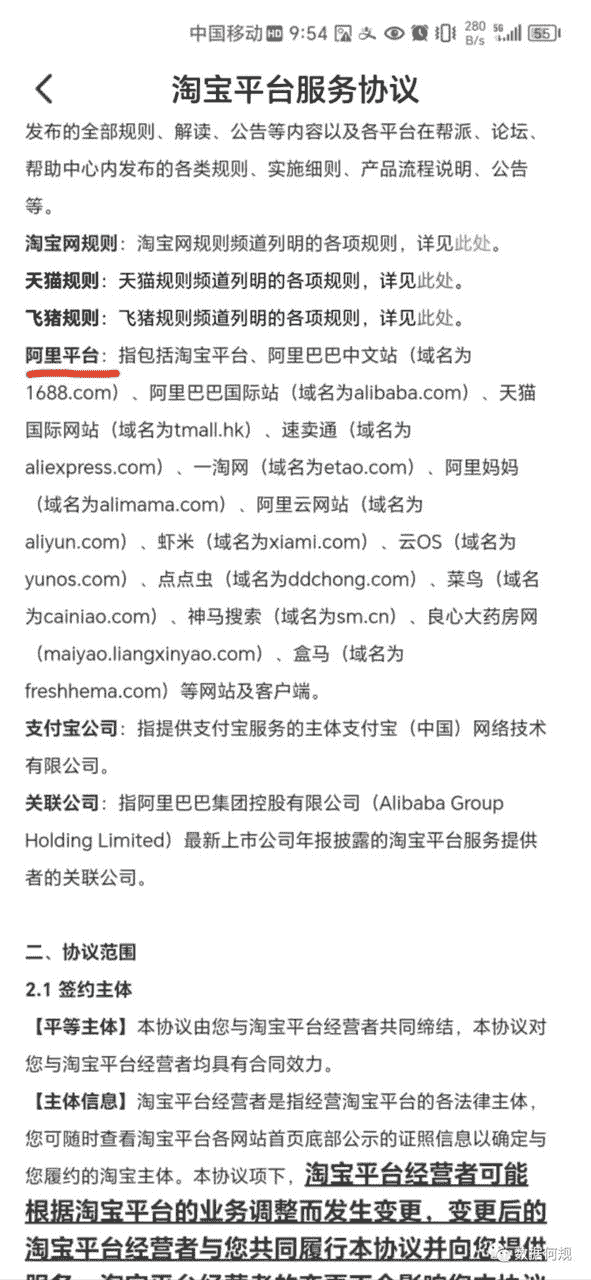 中国移动 HD 9:54 280 B/s 5G 55
淘宝平台服务协议
发布的全部规则、解读、公告等内容以及各平台在帮派、论坛、
帮助中心内发布的各类规则、实施细则、产品流程说明、公告
等。
淘宝网规则：淘宝网规则频道列明的各项规则，详见此处。
天猫规则：天猫规则频道列明的各项规则，详见此处。
飞猪规则：飞猪规则频道列明的各项规则，详见此处。
阿里平台：指包括淘宝平台、阿里巴巴中文站（域名为
1688.com）、阿里巴巴国际站（域名为alibaba.com）、天猫
国际网站（域名为tmall.hk）、速卖通（域名为
aliexpress.com）、一淘网（域名为etao.com）、阿里妈妈
（域名为alimama.com）、阿里云网站（域名为
aliyun.com）、虾米（域名为xiami.com）、云OS（域名为
yunos.com）、点点虫（域名为ddchong.com）、菜鸟（域名
为cainiao.com）、神马搜索（域名为sm.cn）、良心大药房网
（maiyao.liangxinyao.com）、盒马（域名为
freshhema.com）等网站及客户端。
支付宝公司：指提供支付宝服务的主体支付宝（中国）网络技术
有限公司。
关联公司：指阿里巴巴集团控股有限公司（Alibaba Group
Holding Limited）最新上市公司年报披露的淘宝平台服务提供
者的关联公司。
二、协议范围
2.1 签约主体
【平等主体】本协议由您与淘宝平台经营者共同缔结，本协议对
您与淘宝平台经营者均具有合同效力。
【主体信息】淘宝平台经营者是指经营淘宝平台的各法律主体，
您可随时查看淘宝平台各网站首页底部公示的证照信息以确定与
您履约的淘宝主体。本协议项下，淘宝平台经营者可能
根据淘宝平台的业务调整而发生变更，变更后的
淘宝平台经营者与您共同履行本协议并向您提供
数据何规